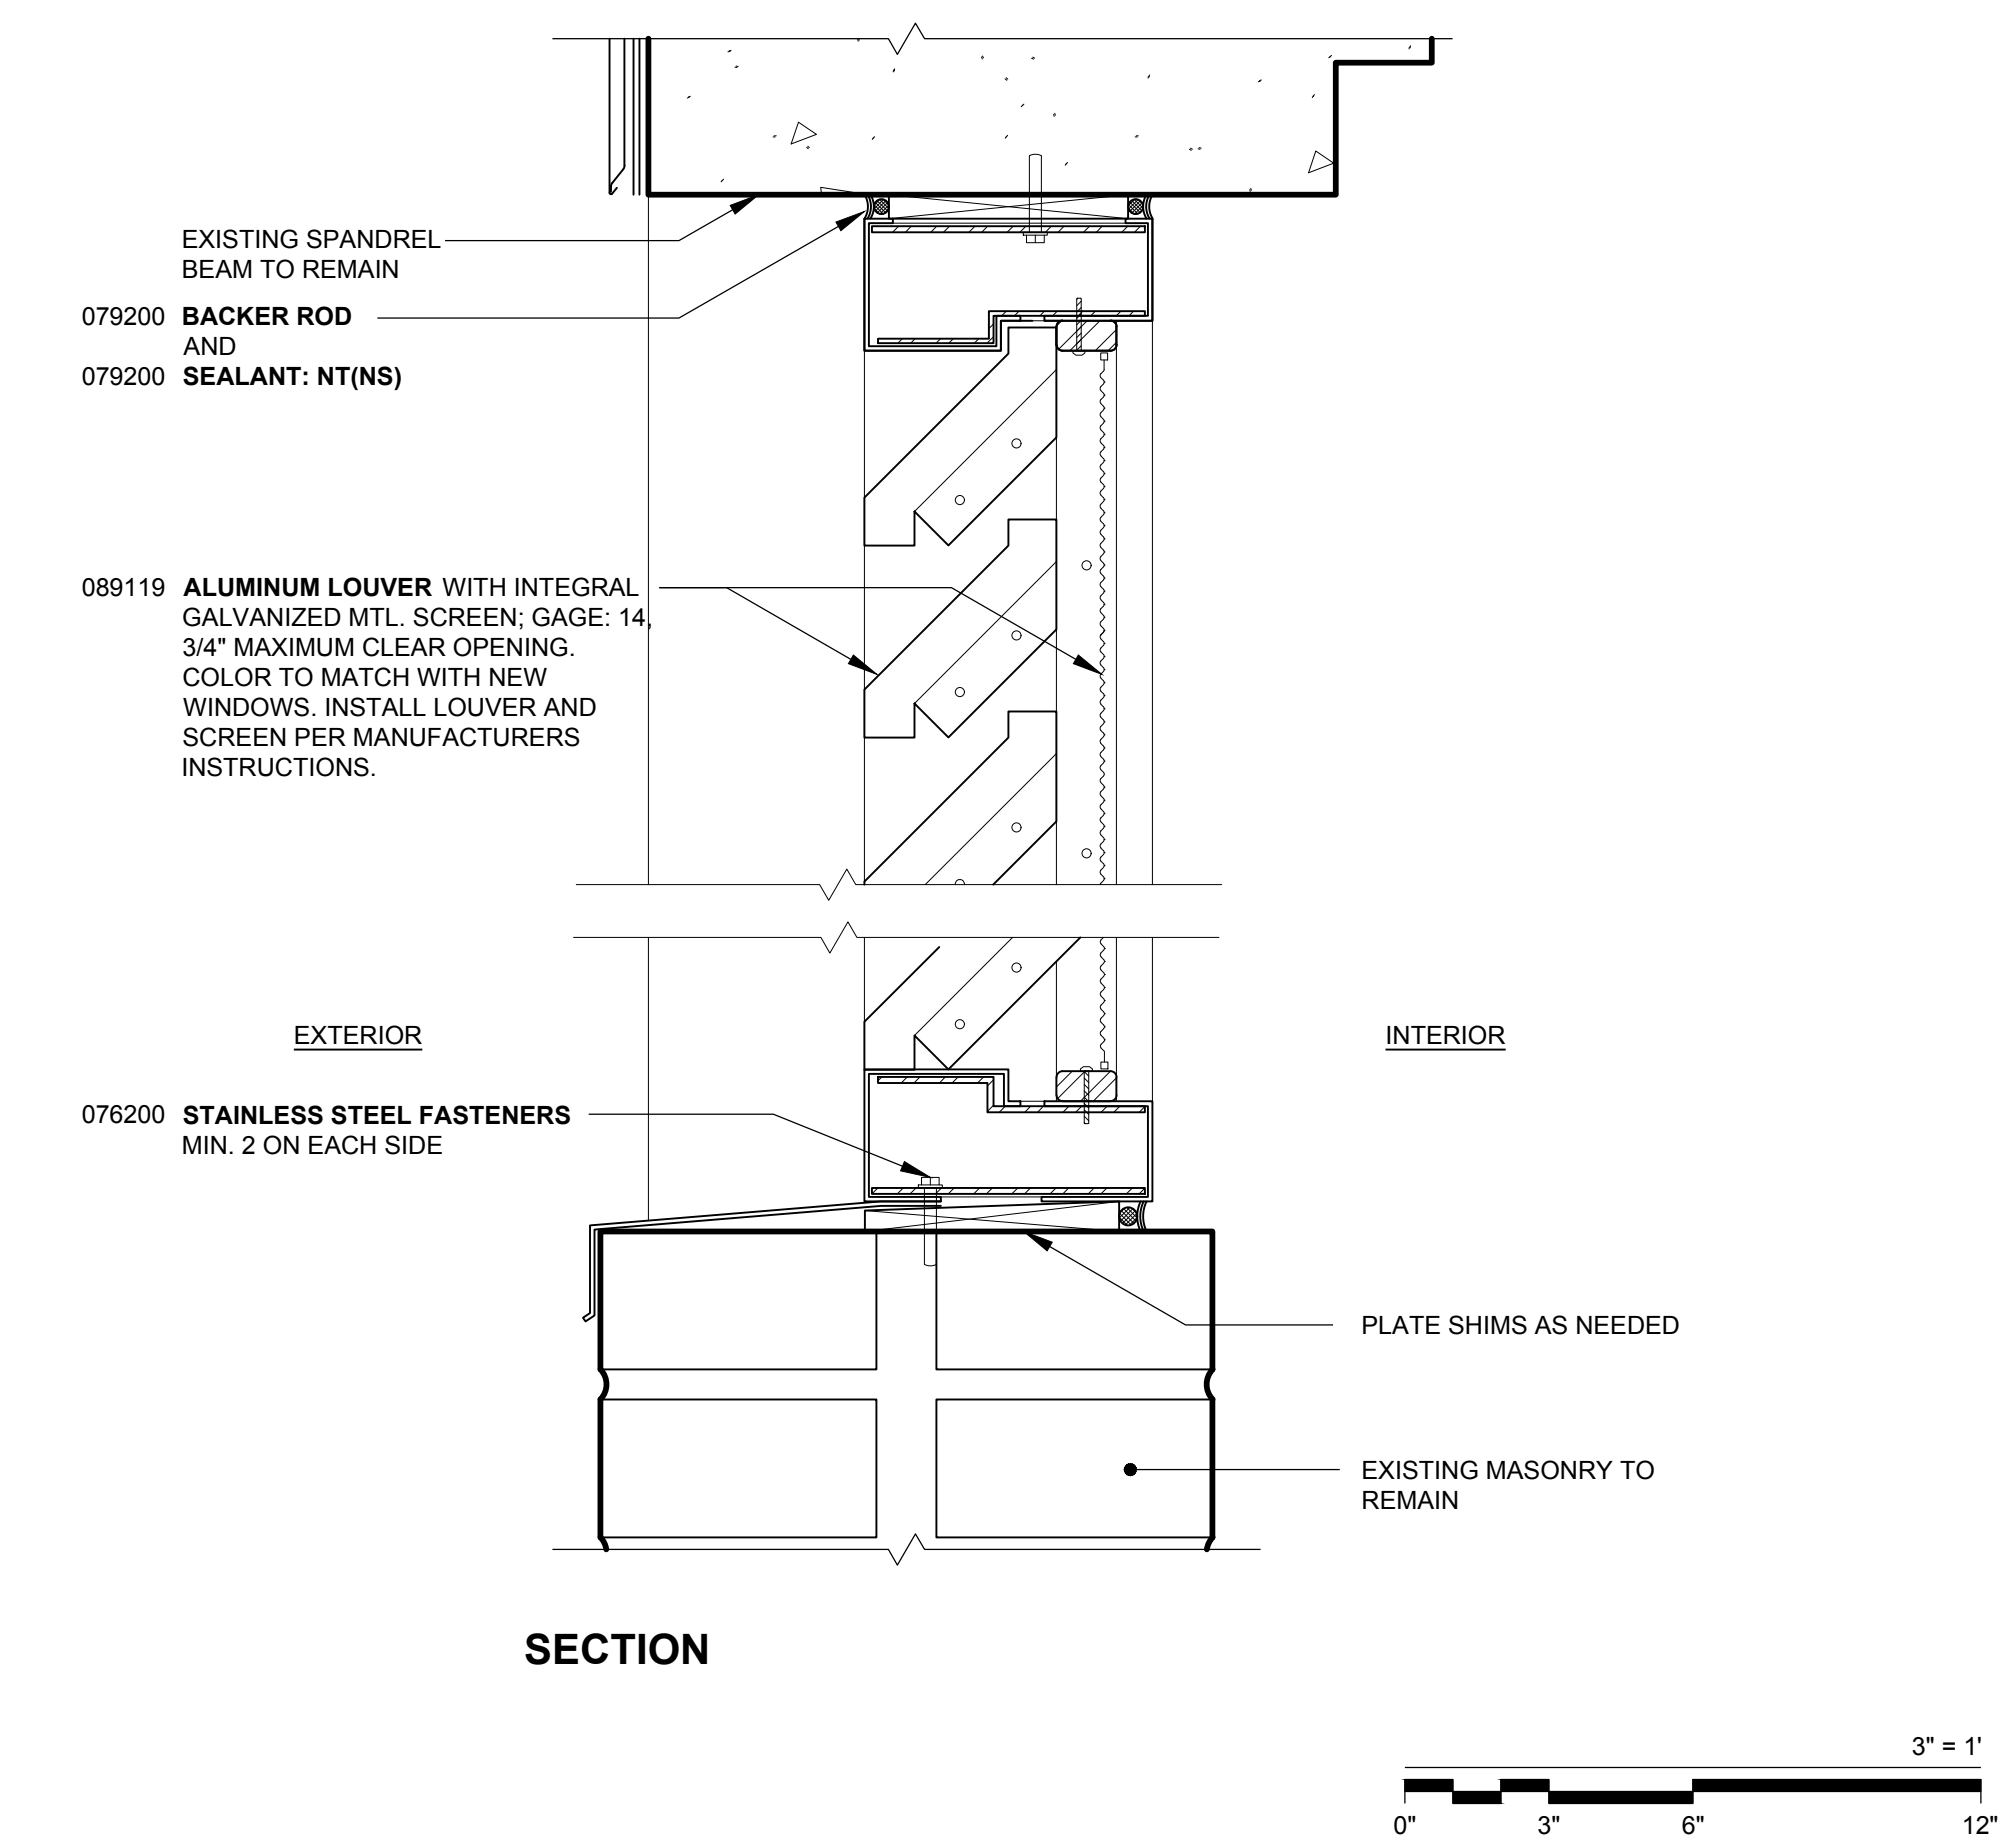 EXISTING SPANDREL
BEAM TO REMAIN
079200 BACKER ROD
AND
079200 SEALANT: NT(NS)
089119 ALUMINUM LOUVER WITH INTEGRAL
GALVANIZED MTL. SCREEN; GAGE: 14,
3/4" MAXIMUM CLEAR OPENING.
COLOR TO MATCH WITH NEW
WINDOWS. INSTALL LOUVER AND
SCREEN PER MANUFACTURERS
INSTRUCTIONS.
EXTERIOR
INTERIOR
076200 STAINLESS STEEL FASTENERS
MIN. 2 ON EACH SIDE
PLATE SHIMS AS NEEDED
EXISTING MASONRY TO
REMAIN
SECTION
3" = 1'
0" 3" 6" 12"